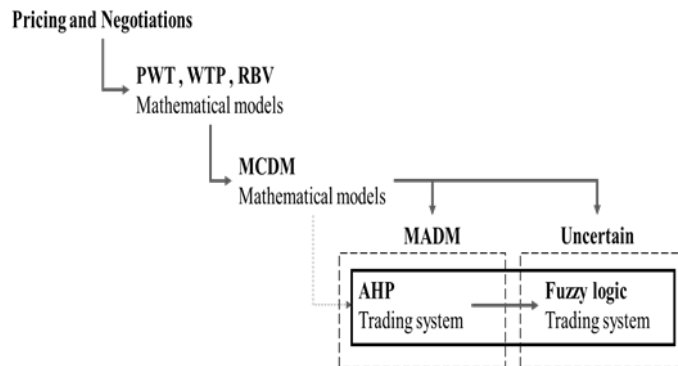 Pricing and Negotiations
PWT , WTP , RBV
Mathematical models
MCDM
Mathematical models
MADM
Uncertain
AHP
Trading system
Fuzzy logic
Trading system